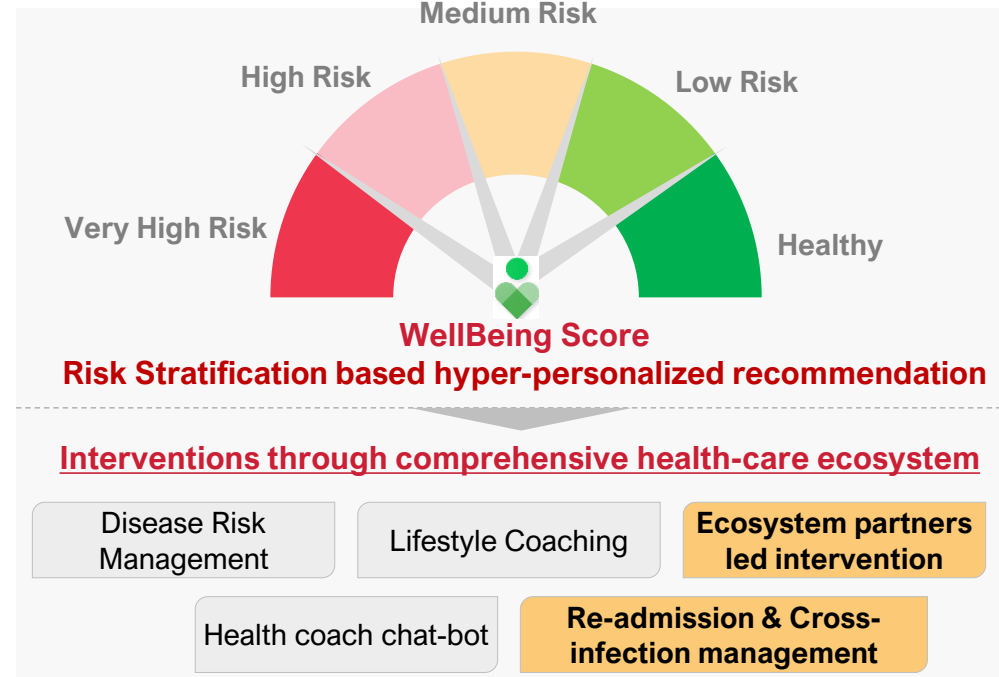 Medium Risk
High Risk
Low Risk
Very High Risk
Healthy
WellBeing Score
Risk Stratification based hyper-personalized recommendation
Interventions through comprehensive health-care ecosystem
Disease Risk
Management
Lifestyle Coaching
Ecosystem partners
led intervention
Health coach chat-bot
Re-admission & Cross-
infection management